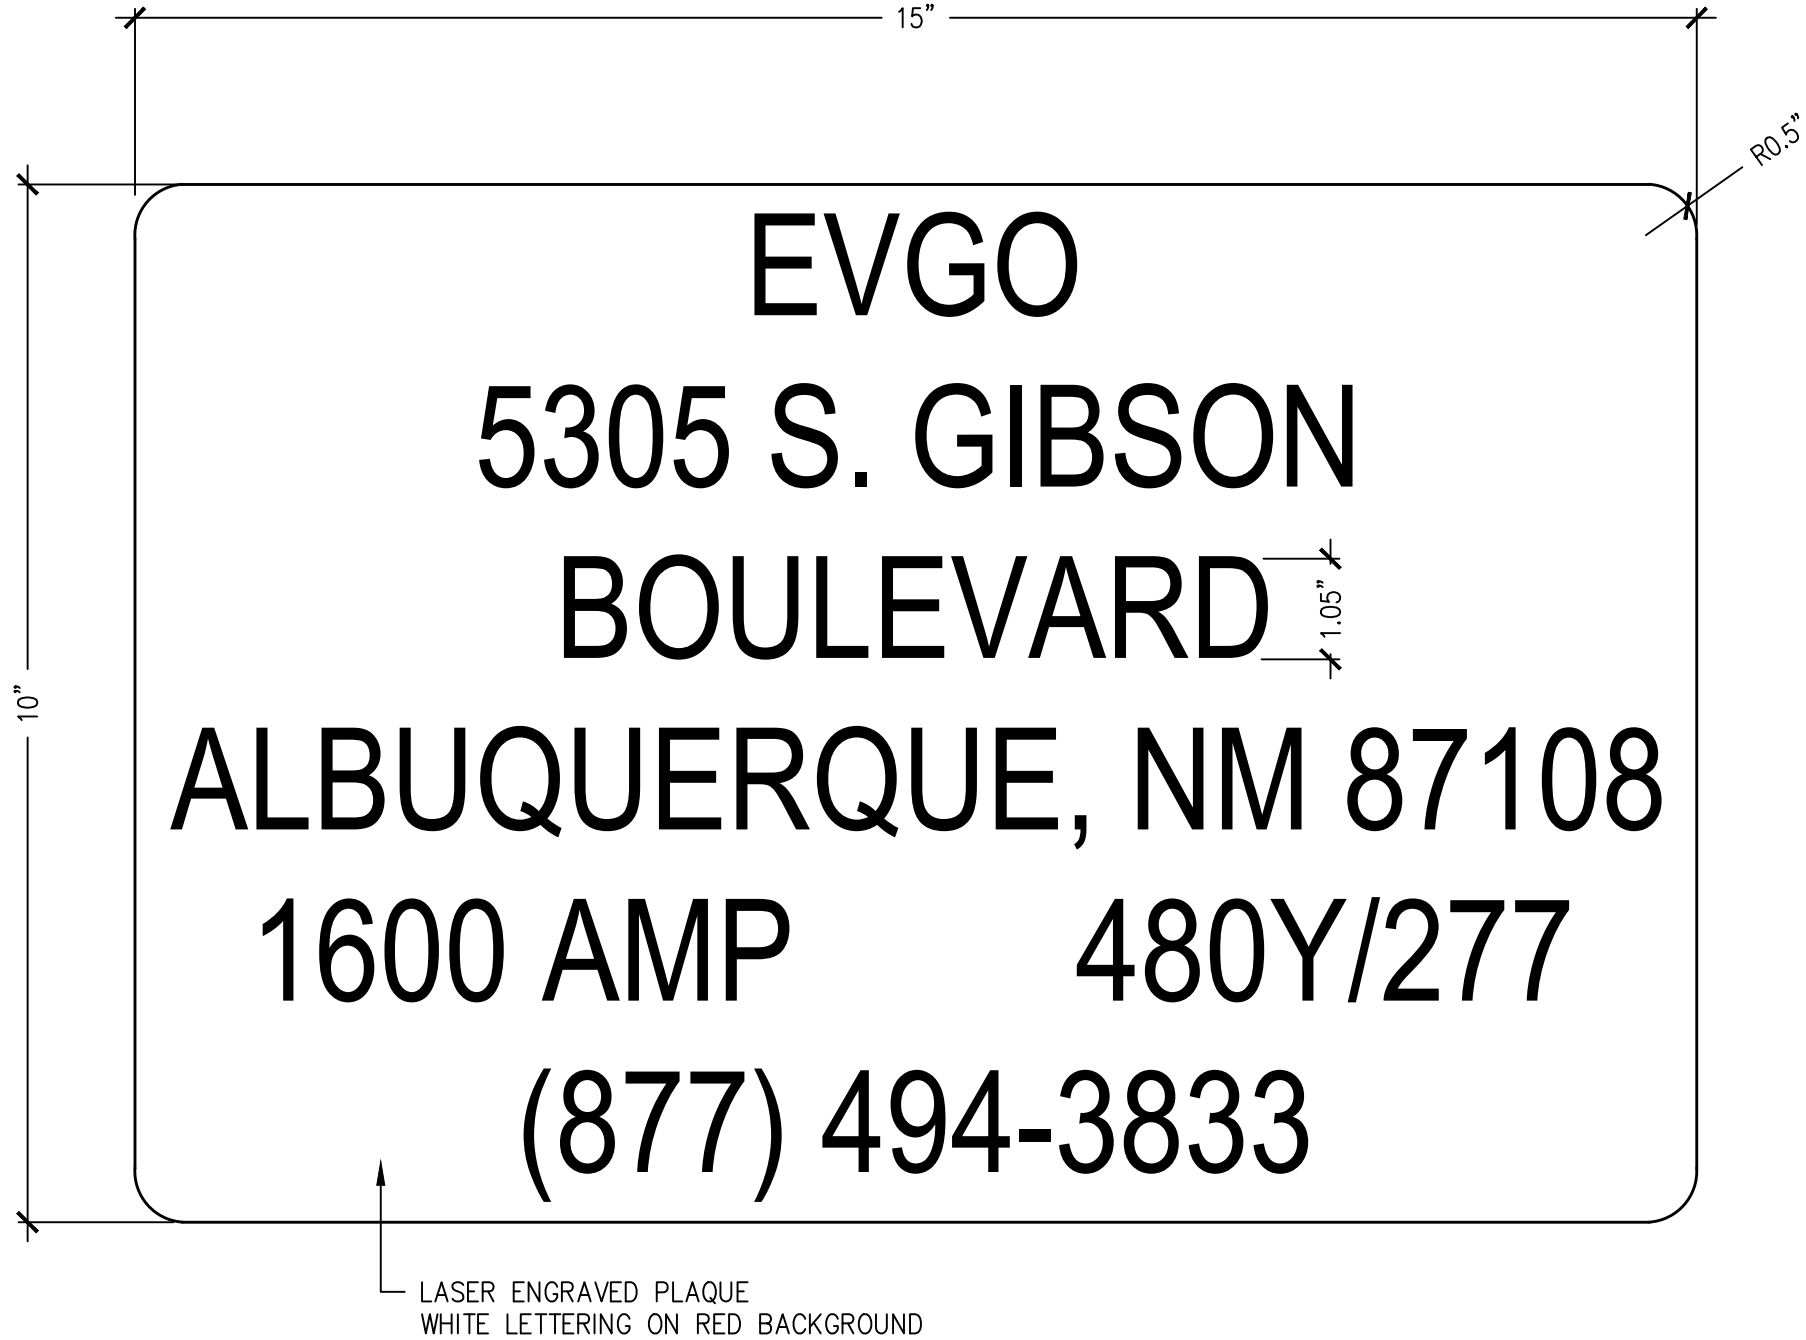 15"
R0.5"
EVGO
5305 S. GIBSON
BOULEVARD
1.05"
10"
ALBUQUERQUE, NM 87108
1600 AMP 480Y/277
(877) 494-3833
LASER ENGRAVED PLAQUE
WHITE LETTERING ON RED BACKGROUND